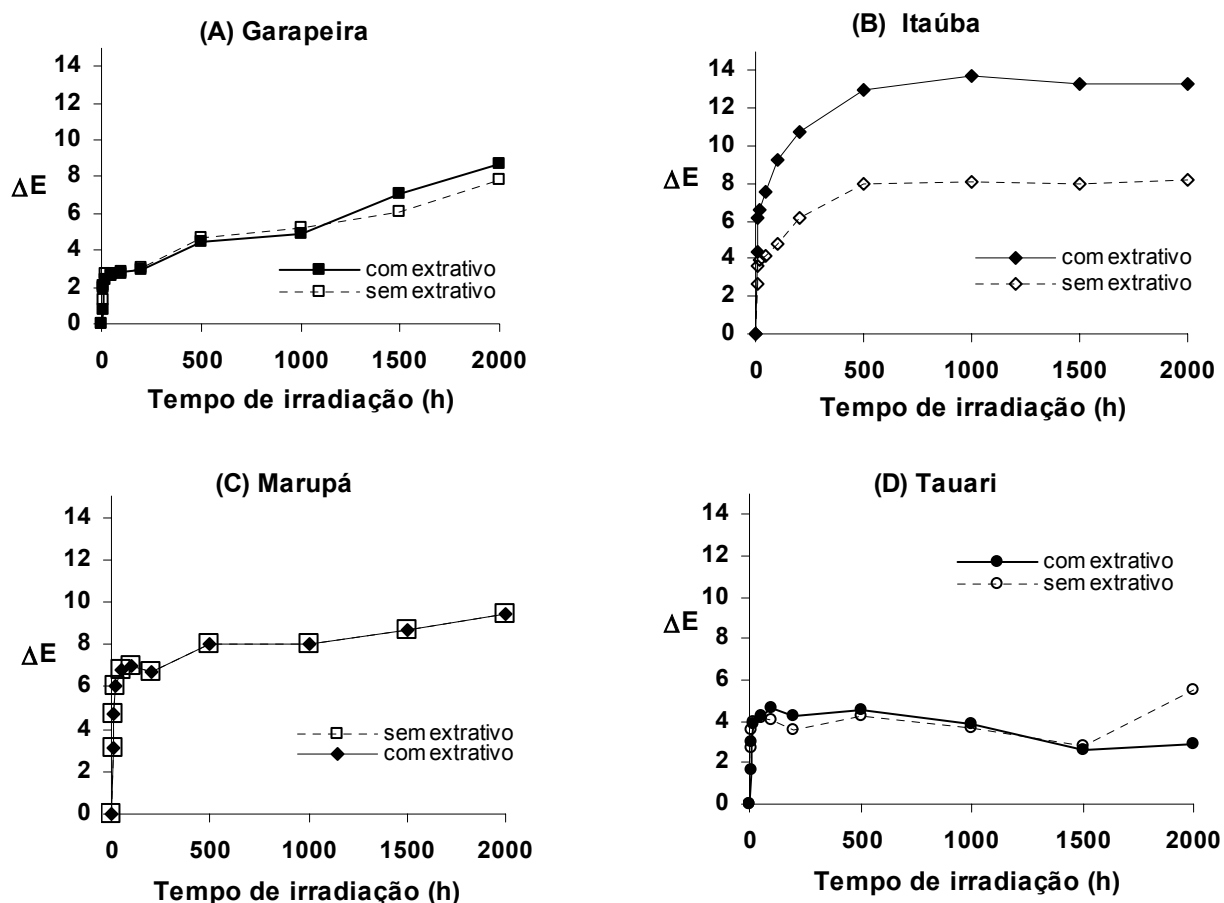 (A) Garapeira
14
12
10
8
6
4
2
0
ΔE
com extrativo
sem extrativo
0 500 1000 1500 2000
Tempo de irradiação (h)
(B) Itaúba
14
12
10
8
6
4
2
0
ΔE
com extrativo
sem extrativo
0 500 1000 1500 2000
Tempo de irradiação (h)
(C) Marupá
14
12
10
8
6
4
2
0
ΔE
sem extrativo
com extrativo
0 500 1000 1500 2000
Tempo de irradiação (h)
(D) Tauari
14
12
10
8
6
4
2
0
ΔE
com extrativo
sem extrativo
0 500 1000 1500 2000
Tempo de irradiação (h)